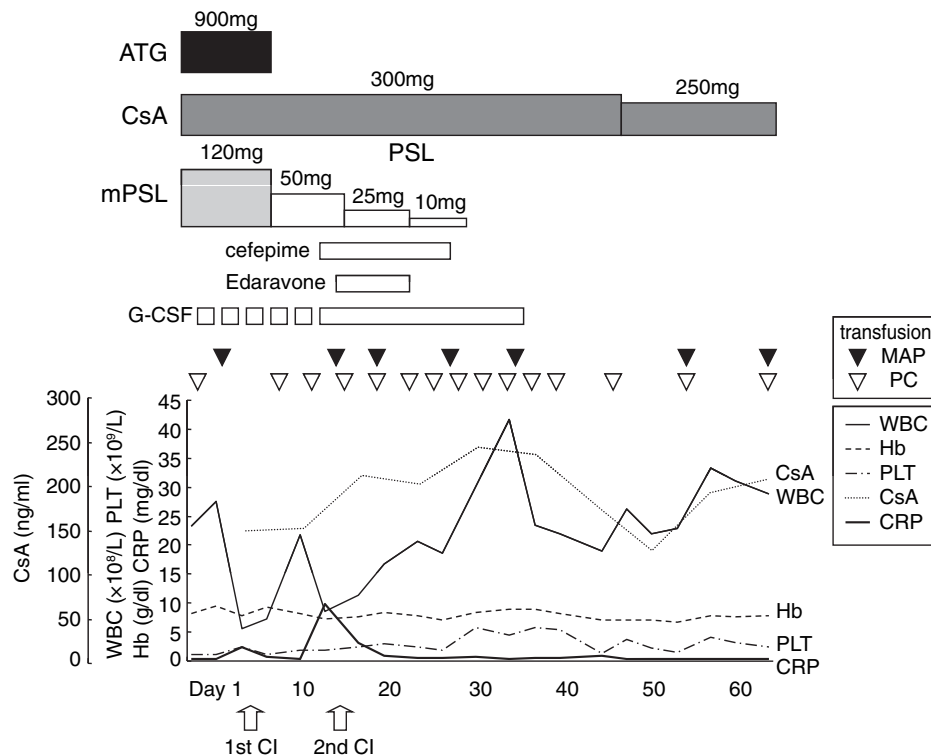 900mg
ATG
300mg
250mg
CsA
PSL
120mg
50mg
mPSL
25mg
10mg
cefepime
Edaravone
G-CSF
transfusion
MAP
PC
CsA (ng/ml)
300
250
200
150
100
50
0
WBC (×10⁸/L) PLT (×10⁹/L)
Hb (g/dl) CRP (mg/dl)
45
40
35
30
25
20
15
10
5
0
CsA
WBC
Hb
PLT
CRP
WBC
Hb
PLT
CsA
CRP
Day 1 10 20 30 40 50 60
1st CI 2nd CI